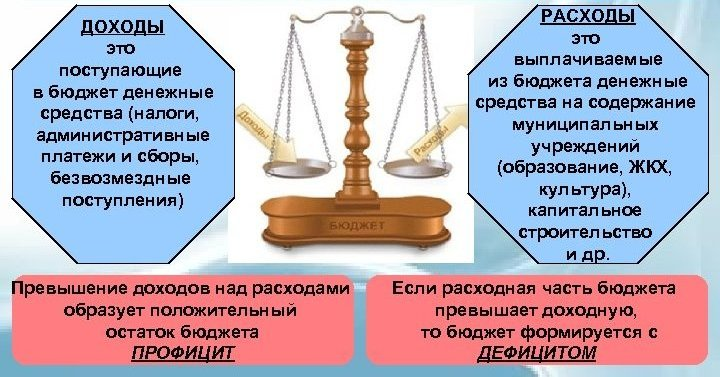 ДОХОДЫ
это
поступающие
в бюджет денежные
средства (налоги,
административные
платежи и сборы,
безвозмездные
поступления)
Доходы
Расходы
БЮДЖЕТ
РАСХОДЫ
это
выплачиваемые
из бюджета денежные
средства на содержание
муниципальных
учреждений
(образование, ЖКХ,
культура),
капитальное
строительство
и др.
Превышение доходов над расходами
образует положительный
остаток бюджета
ПРОФИЦИТ
Если расходная часть бюджета
превышает доходную,
то бюджет формируется с
ДЕФИЦИТОМ